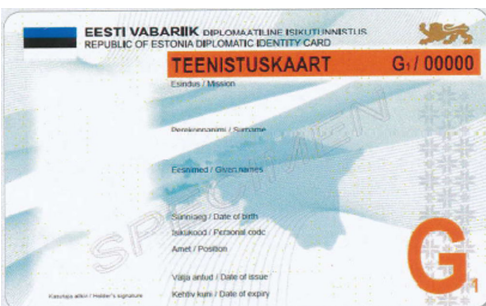 EESTI VABARIIK DIPLOMAATILINE ISIKUTUNNISTUS
REPUBLIC OF ESTONIA DIPLOMATIC IDENTITY CARD
TEENISTUSKAART G1/ 00000
Esindus / Mission
Perekonnanimi / Surname
Eesnimed / Given names
SPECIMEN
Sünniaeg / Date of birth
Isikukood / Personal code
Amet / Position
G1
Välja antud / Date of issue
Kasutaja allkiri / Holder's signature
Kehtiv kuni / Date of expiry